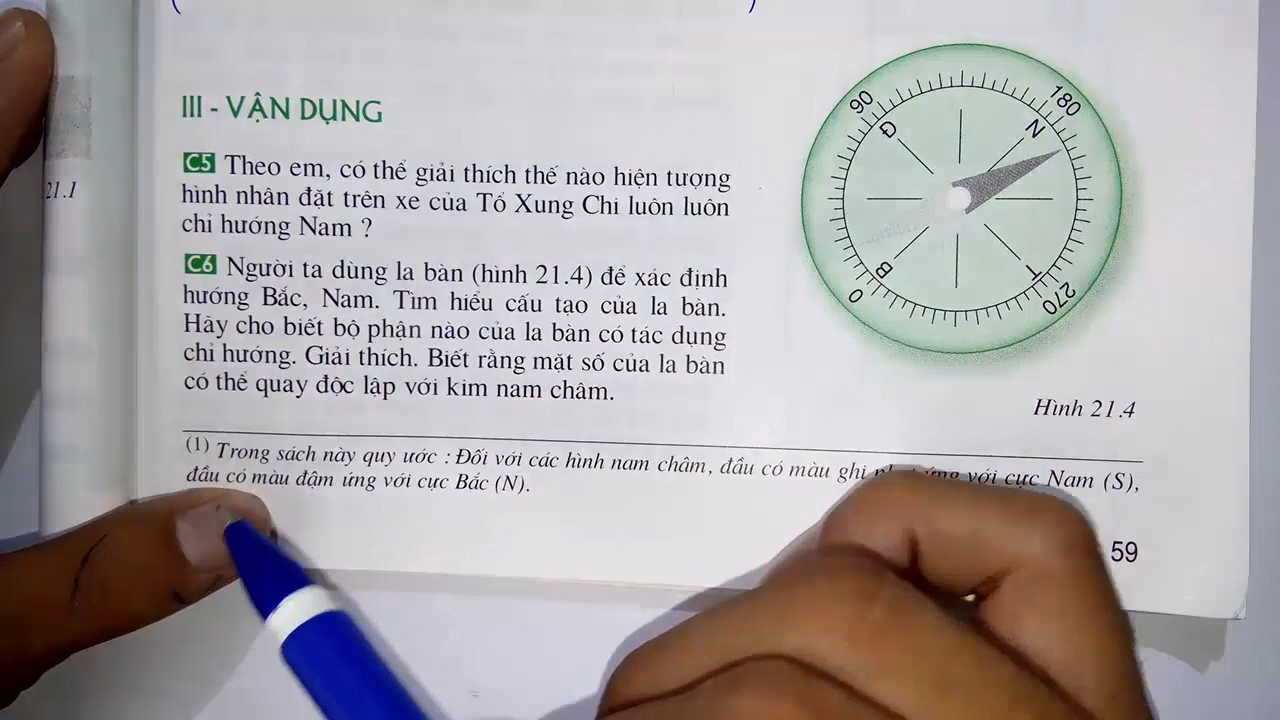 III - VẬN DỤNG
C5 Theo em, có thể giải thích thế nào hiện tượng
hình nhân đặt trên xe của Tổ Xung Chi luôn luôn
chỉ hướng Nam ?
C6 Người ta dùng la bàn (hình 21.4) để xác định
hướng Bắc, Nam. Tìm hiểu cấu tạo của la bàn.
Hãy cho biết bộ phận nào của la bàn có tác dụng
chỉ hướng. Giải thích. Biết rằng mặt số của la bàn
có thể quay độc lập với kim nam châm.
21.1
90
180
Đ
N
B
T
0
270
Hình 21.4
(1) Trong sách này quy ước : Đối với các hình nam châm, đầu có màu ghi ứng với cực Nam (S),
đầu có màu đậm ứng với cực Bắc (N).
59